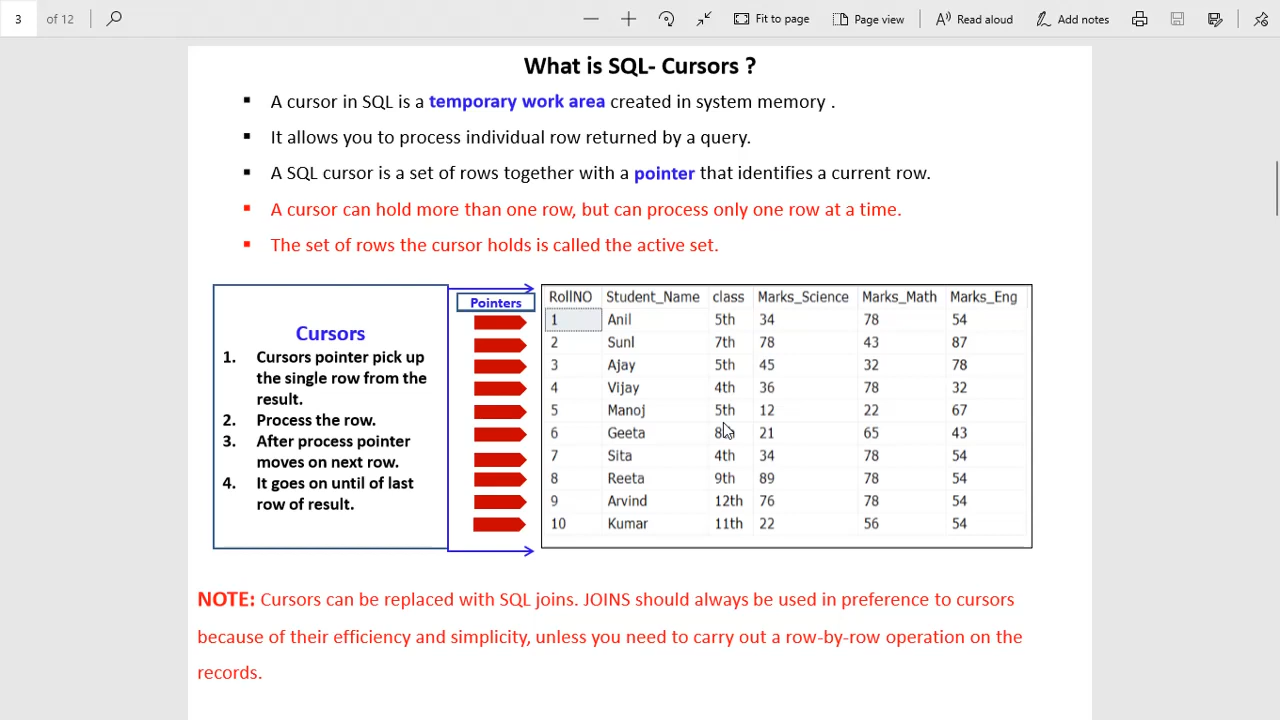 3 of 12 Fit to page Page view Read aloud Add notes
What is SQL- Cursors ?
▪ A cursor in SQL is a temporary work area created in system memory .
▪ It allows you to process individual row returned by a query.
▪ A SQL cursor is a set of rows together with a pointer that identifies a current row.
▪ A cursor can hold more than one row, but can process only one row at a time.
▪ The set of rows the cursor holds is called the active set.
Cursors
1. Cursors pointer pick up
the single row from the
result.
2. Process the row.
3. After process pointer
moves on next row.
4. It goes on until of last
row of result.
Pointers
RollNO Student_Name class Marks_Science Marks_Math Marks_Eng
1 Anil 5th 34 78 54
2 Sunl 7th 78 43 87
3 Ajay 5th 45 32 78
4 Vijay 4th 36 78 32
5 Manoj 5th 12 22 67
6 Geeta 21 65 43
7 Sita 4th 34 78 54
8 Reeta 9th 89 78 54
9 Arvind 12th 76 78 54
10 Kumar 11th 22 56 54
NOTE: Cursors can be replaced with SQL joins. JOINS should always be used in preference to cursors
because of their efficiency and simplicity, unless you need to carry out a row-by-row operation on the
records.